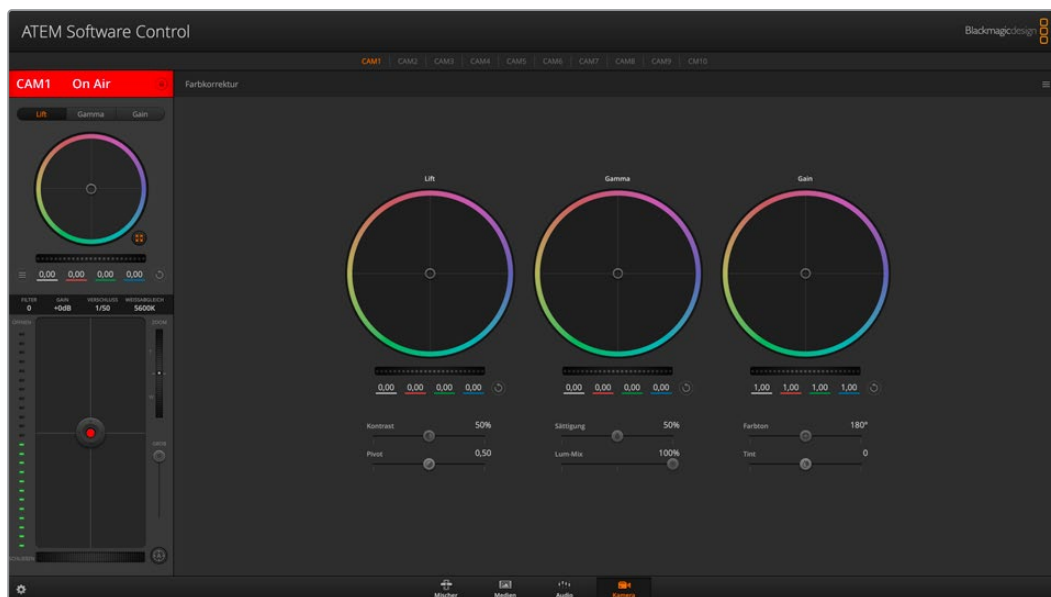 ATEM Software Control
Blackmagicdesign
CAM1 CAM2 CAM3 CAM4 CAM5 CAM6 CAM7 CAM8 CAM9 CM10
CAM1 On Air
Farbkorrektur
Lift Gamma Gain
Lift Gamma Gain
0,00 0,00 0,00 0,00
FILTER GAIN VERSCHLUSS WEISSABGLEICH
0 +0dB 1/50 5600K
ZOOM
0,00 0,00 0,00 0,00
0,00 0,00 0,00 0,00
1,00 1,00 1,00 1,00
Kontrast 50%
Sättigung 50%
Farbton 180°
Pivot 0,50
Lum-Mix 100%
Tint 0
Mischer Medien Audio Kamera